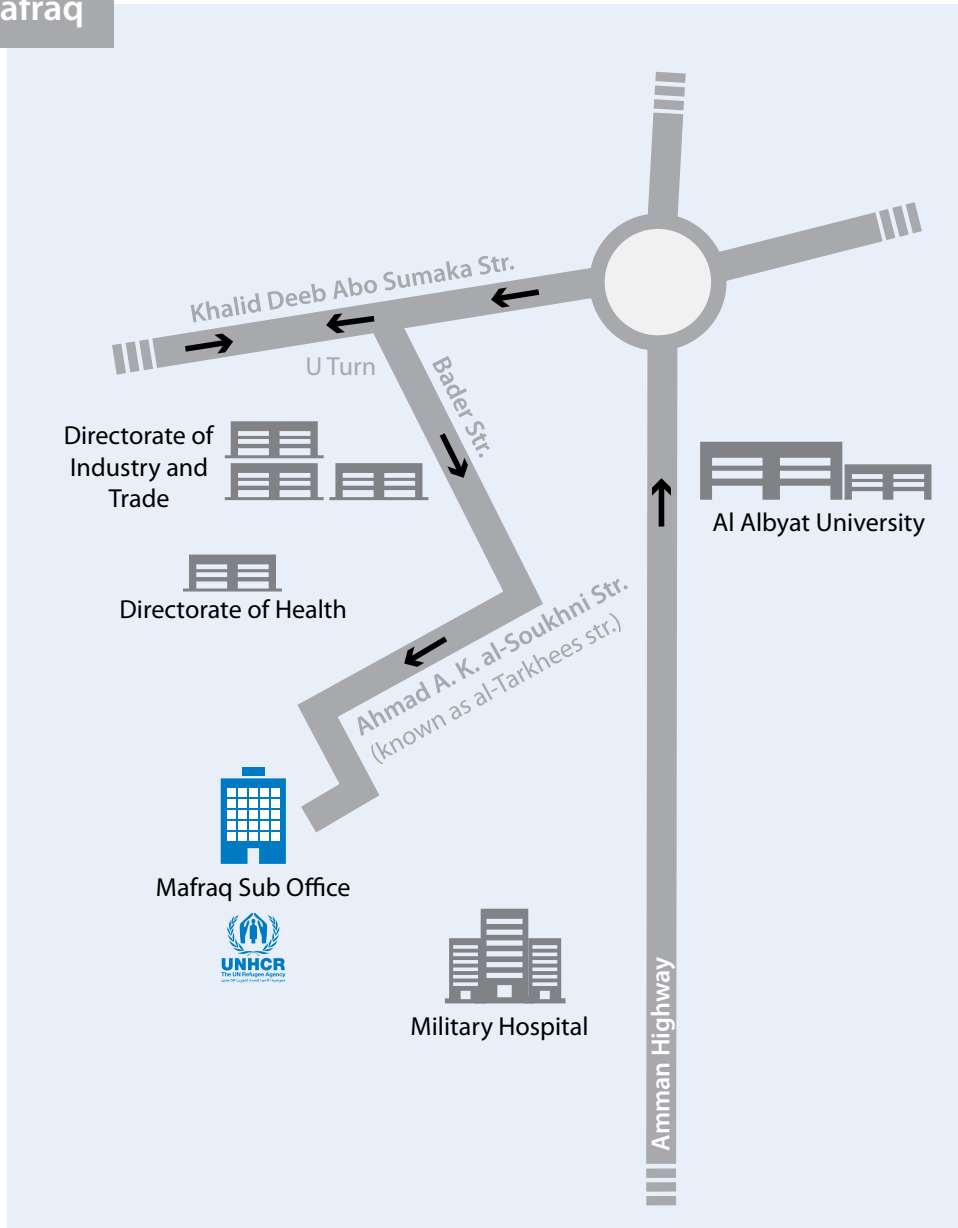 afraq
Khalid Deeb Abo Sumaka Str.
U Turn
Bader Str.
Directorate of
Industry and
Trade
Al Albyat University
Directorate of Health
Ahmad A. K. al-Soukhni Str.
(known as al-Tarkhees str.)
Mafraq Sub Office
UNHCR
The UN Refugee Agency
Military Hospital
Amman Highway